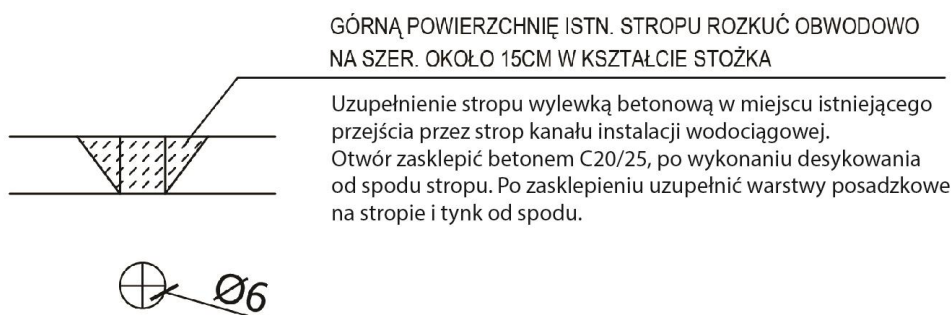 GÓRNĄ POWIERZCHNIĘ ISTN. STROPU ROZKUĆ OBWODOWO
NA SZER. OKOŁO 15CM W KSZTAŁCIE STOŻKA
Uzupełnienie stropu wylewką betonową w miejscu istniejącego
przejścia przez strop kanału instalacji wodociągowej.
Otwór zasklepić betonem C20/25, po wykonaniu desykowania
od spodu stropu. Po zasklepieniu uzupełnić warstwy posadzkowe
na stropie i tynk od spodu.
Ø6